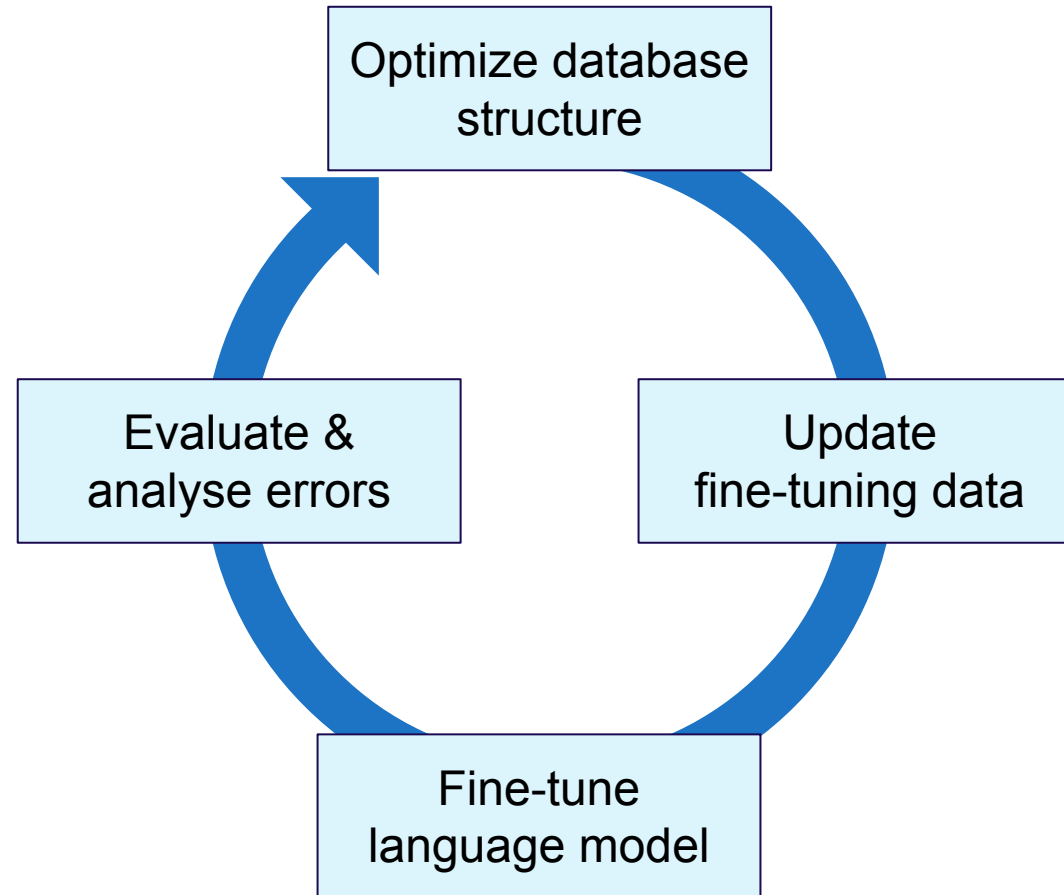 Optimize database
structure
Evaluate &
analyse errors
Update
fine-tuning data
Fine-tune
language model